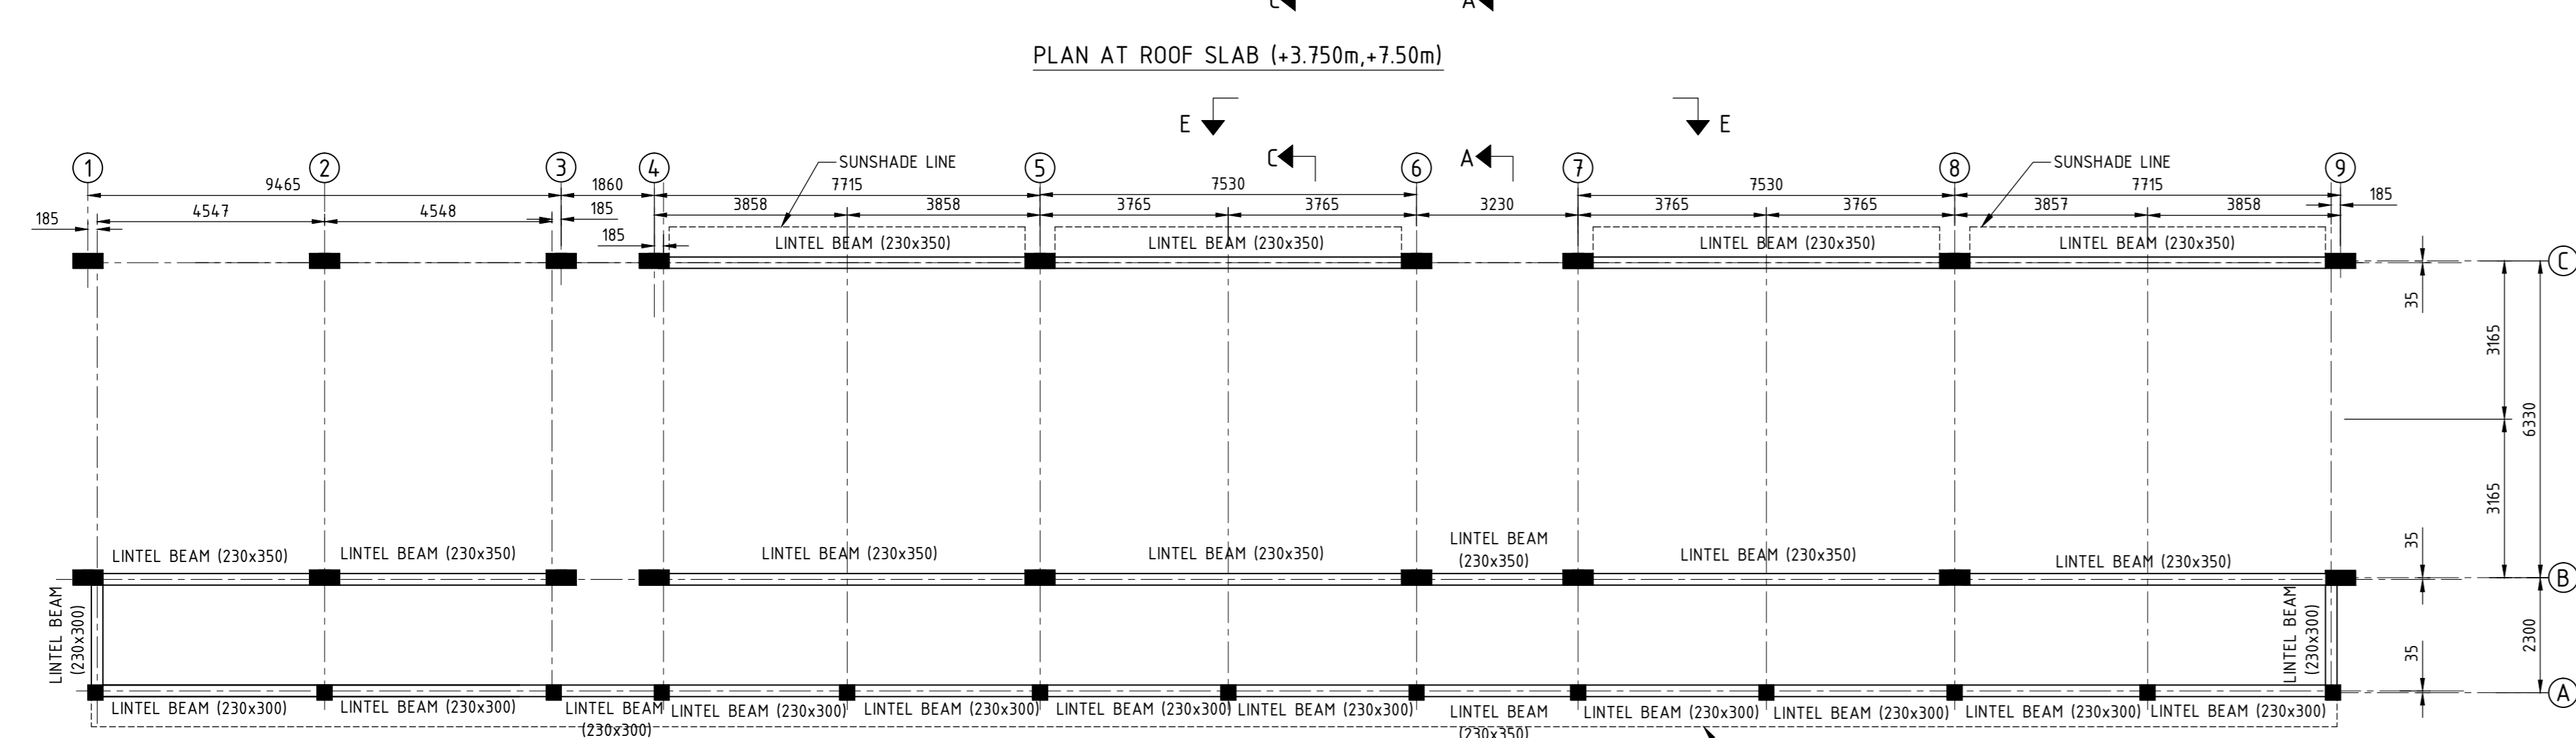 C A
PLAN AT ROOF SLAB (+3.750m,+7.50m)
E E
C A
1 2 3 4 5 6 7 8 9
SUNSHADE LINE SUNSHADE LINE
9465 1860 7715 7530 7530 7715
185 4547 4548 185 3858 3858 3765 3765 3230 3765 3765 3857 3858 185
185
LINTEL BEAM (230x350) LINTEL BEAM (230x350) LINTEL BEAM (230x350) LINTEL BEAM (230x350)
C
35
3165
6330
3165
35
LINTEL BEAM (230x350) LINTEL BEAM (230x350) LINTEL BEAM (230x350) LINTEL BEAM (230x350) LINTEL BEAM
(230x350)
LINTEL BEAM (230x350) LINTEL BEAM (230x350)
B
LINTEL BEAM
(230x300)
LINTEL BEAM
(230x300)
2300
35
A
LINTEL BEAM (230x300) LINTEL BEAM (230x300) LINTEL BEAM
(230x300)
LINTEL BEAM (230x300) LINTEL BEAM (230x300) LINTEL BEAM (230x300) LINTEL BEAM (230x300) LINTEL BEAM
(230x350)
LINTEL BEAM (230x300) LINTEL BEAM (230x300) LINTEL BEAM (230x300) LINTEL BEAM (230x300)